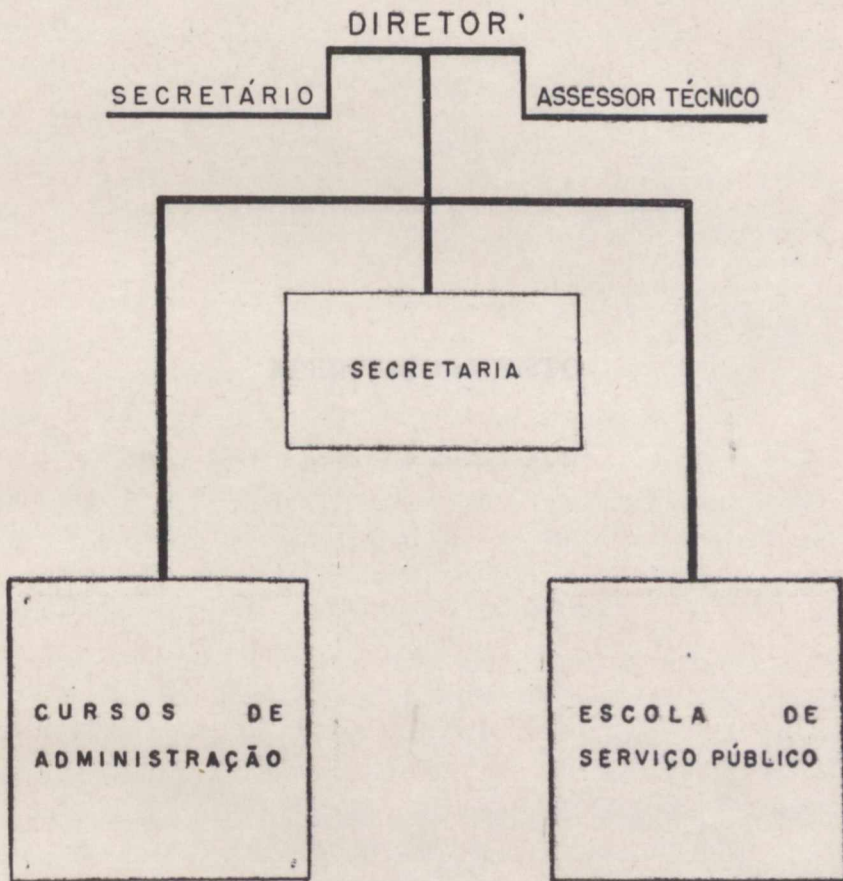 DIRETOR
SECRETÁRIO
ASSESSOR TÉCNICO
SECRETARIA
CURSOS DE
ADMINISTRAÇÃO
ESCOLA DE
SERVIÇO PÚBLICO